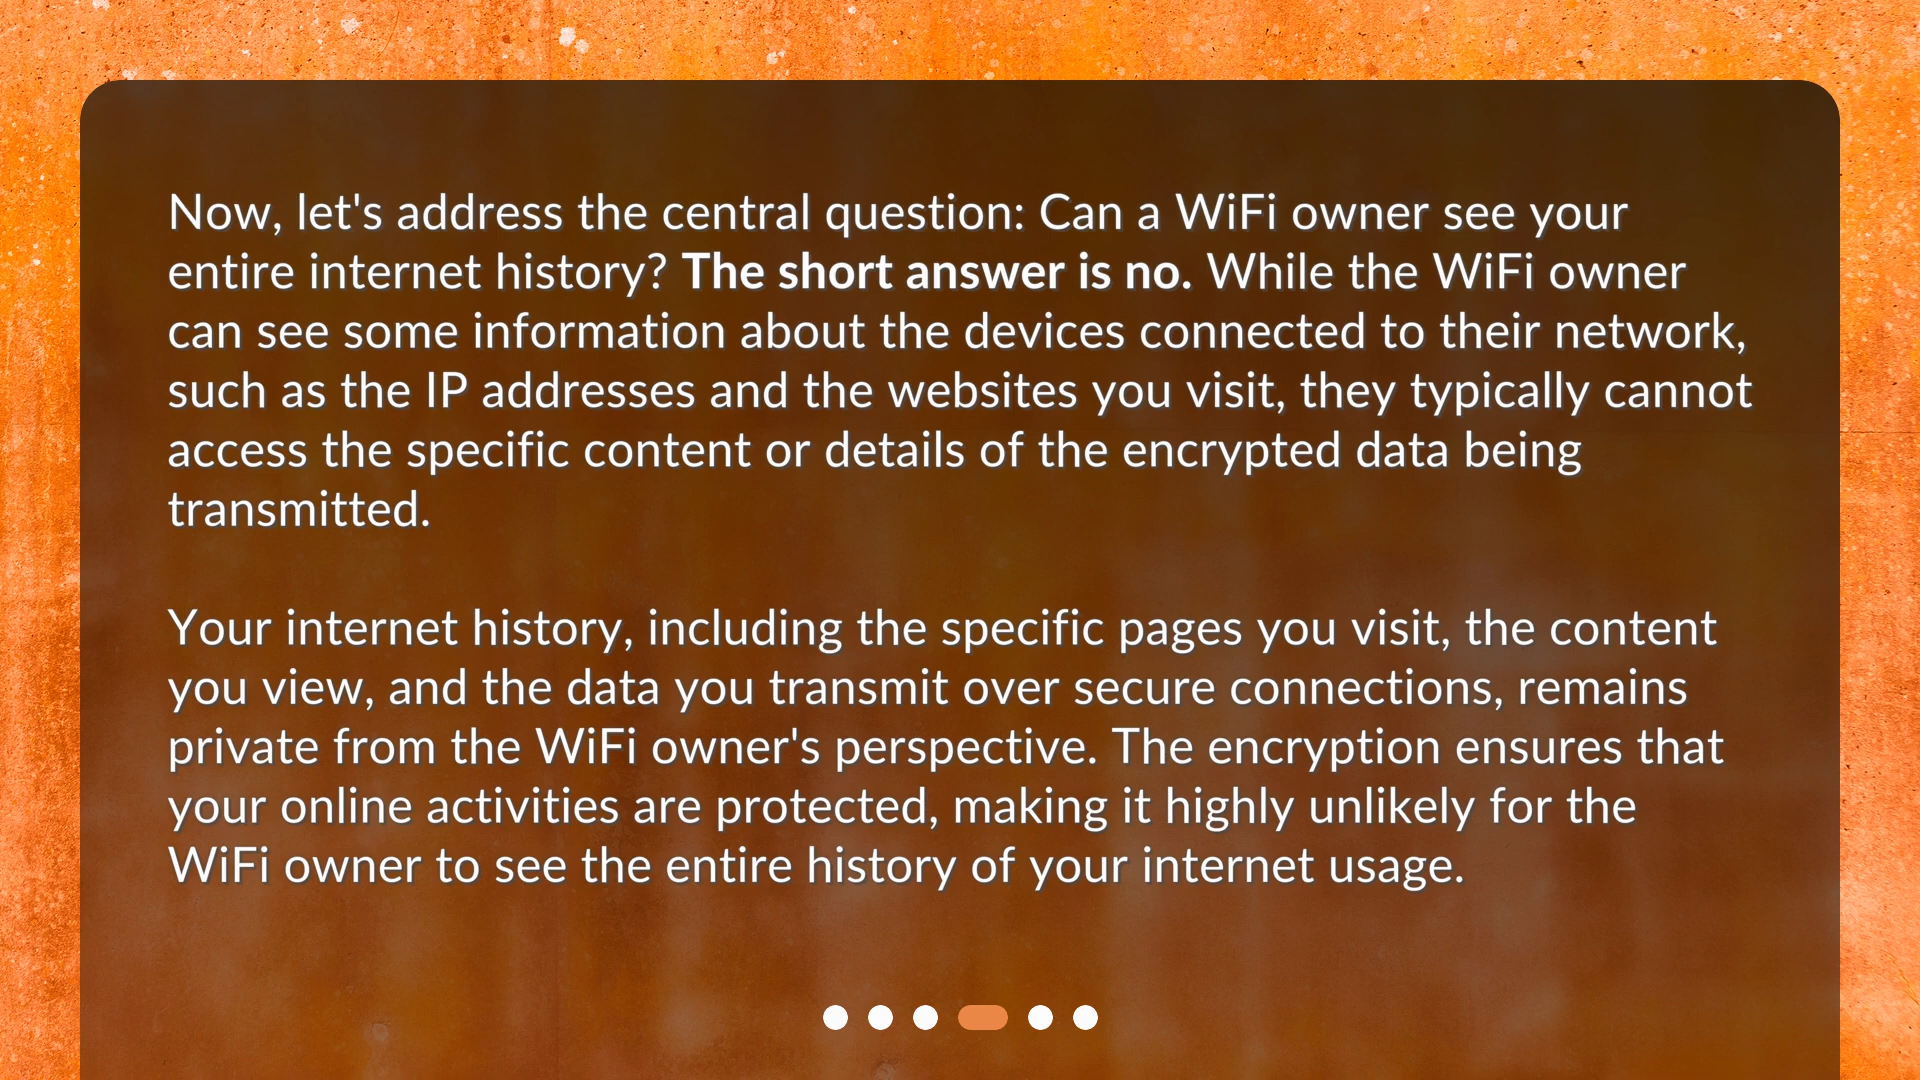 Now, let's address the central question: Can a WiFi owner see your
entire internet history? The short answer is no. While the WiFi owner
can see some information about the devices connected to their network,
such as the IP addresses and the websites you visit, they typically cannot
access the specific content or details of the encrypted data being
transmitted.
Your internet history, including the specific pages you visit, the content
you view, and the data you transmit over secure connections, remains
private from the WiFi owner's perspective. The encryption ensures that
your online activities are protected, making it highly unlikely for the
WiFi owner to see the entire history of your internet usage.